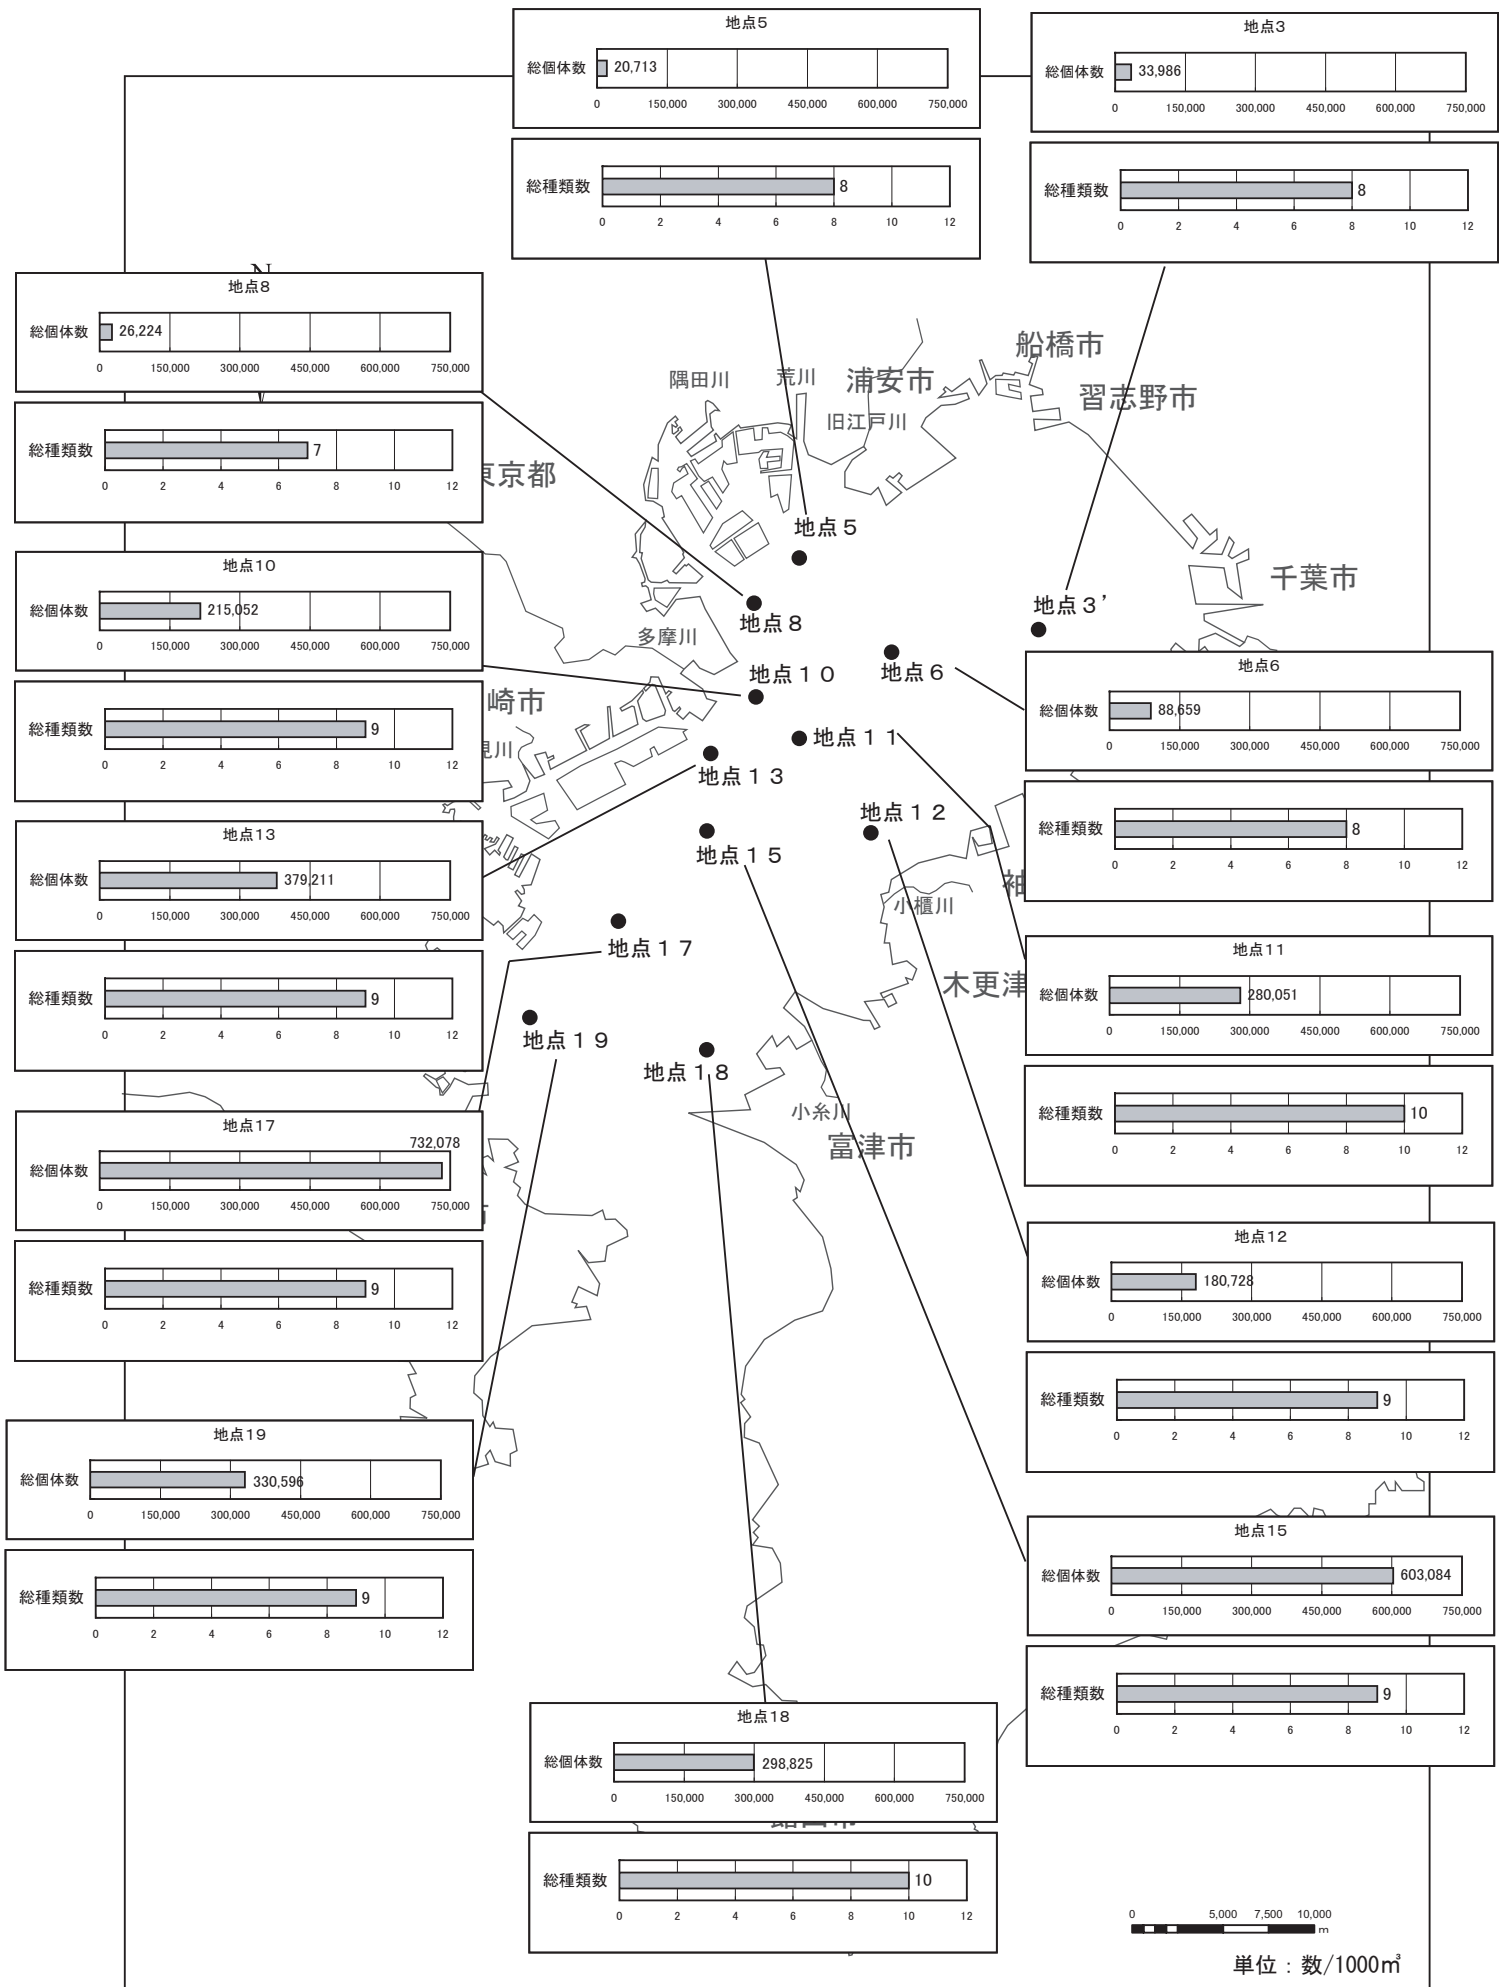 地点5
総個体数 20,713
0 150,000 300,000 450,000 600,000 750,000
総種類数 8
0 2 4 6 8 10 12
地点3
総個体数 33,986
0 150,000 300,000 450,000 600,000 750,000
総種類数 8
0 2 4 6 8 10 12
N
地点8
総個体数 26,224
0 150,000 300,000 450,000 600,000 750,000
総種類数 7
0 2 4 6 8 10 12
船橋市
隅田川 荒川 浦安市
習志野市
旧江戸川
京都
地点5
千葉市
地点3’
地点8
多摩川
地点6
地点10
崎市
地点11
見川
地点13
地点12
地点15
袖
小櫃川
地点17
木更津
地点19
地点18
小糸川
富津市
地点10
総個体数 215,052
0 150,000 300,000 450,000 600,000 750,000
総種類数 9
0 2 4 6 8 10 12
地点6
総個体数 88,659
0 150,000 300,000 450,000 600,000 750,000
総種類数 8
0 2 4 6 8 10 12
地点13
総個体数 379,211
0 150,000 300,000 450,000 600,000 750,000
総種類数 9
0 2 4 6 8 10 12
地点11
総個体数 280,051
0 150,000 300,000 450,000 600,000 750,000
総種類数 10
0 2 4 6 8 10 12
地点17
732,078
総個体数
0 150,000 300,000 450,000 600,000 750,000
総種類数 9
0 2 4 6 8 10 12
地点12
総個体数 180,728
0 150,000 300,000 450,000 600,000 750,000
総種類数 9
0 2 4 6 8 10 12
地点19
総個体数 330,596
0 150,000 300,000 450,000 600,000 750,000
総種類数 9
0 2 4 6 8 10 12
地点15
総個体数 603,084
0 150,000 300,000 450,000 600,000 750,000
総種類数 9
0 2 4 6 8 10 12
地点18
総個体数 298,825
0 150,000 300,000 450,000 600,000 750,000
総種類数 10
0 2 4 6 8 10 12
0 5,000 7,500 10,000
m
単位：数/1000㎥